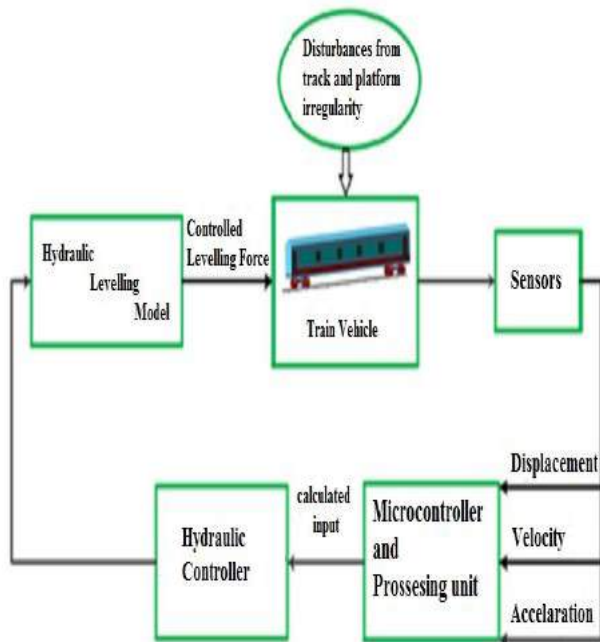 Disturbances from
track and platform
irregularity
Hydraulic
Levelling
Model
Controlled
Levelling Force
Train Vehicle
Sensors
Displacement
Velocity
Accelaration
Microcontroller
and
Prossesing unit
calculated
input
Hydraulic
Controller